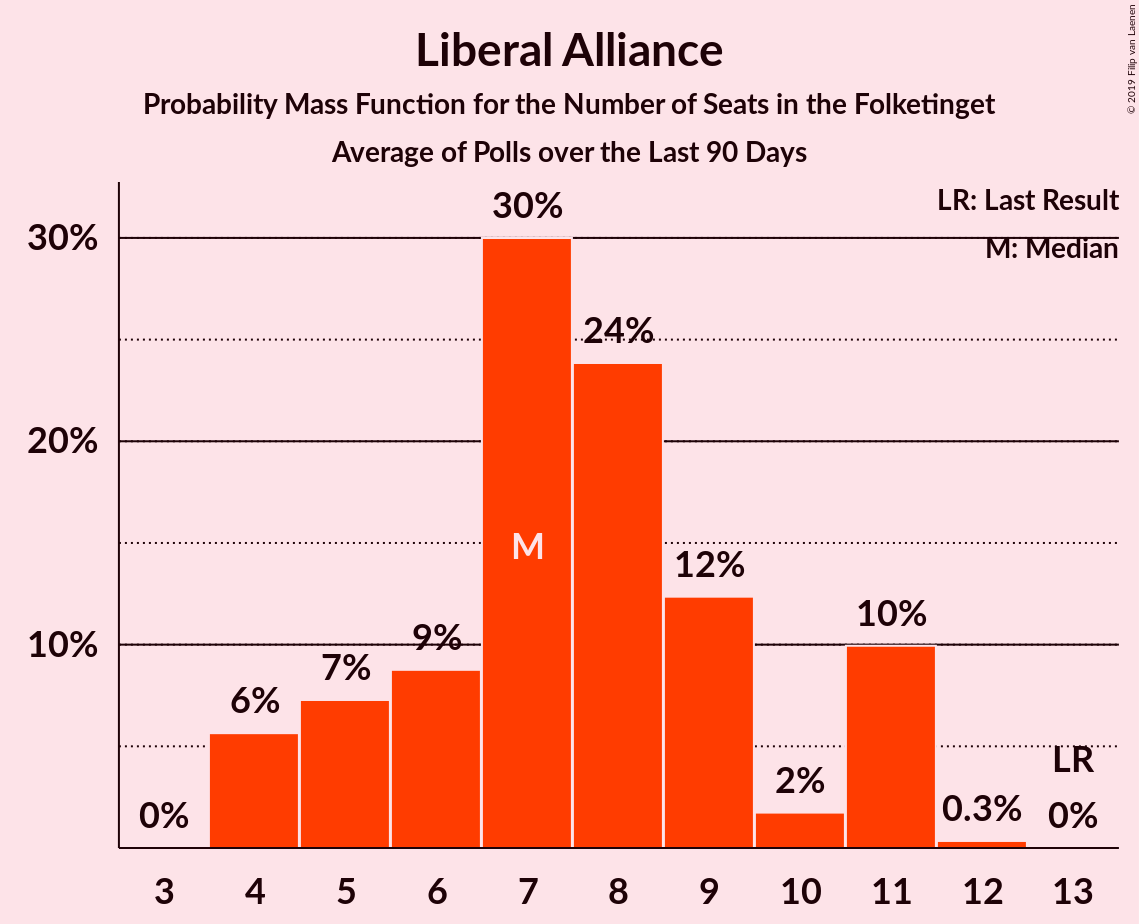 Liberal Alliance
Probability Mass Function for the Number of Seats in the Folketinget
Average of Polls over the Last 90 Days
© 2019 Filip van Laenen
LR: Last Result
M: Median
30%
20%
10%
0%
6%
7%
9%
30%
24%
12%
2%
10%
0.3%
0%
LR
M
3 4 5 6 7 8 9 10 11 12 13